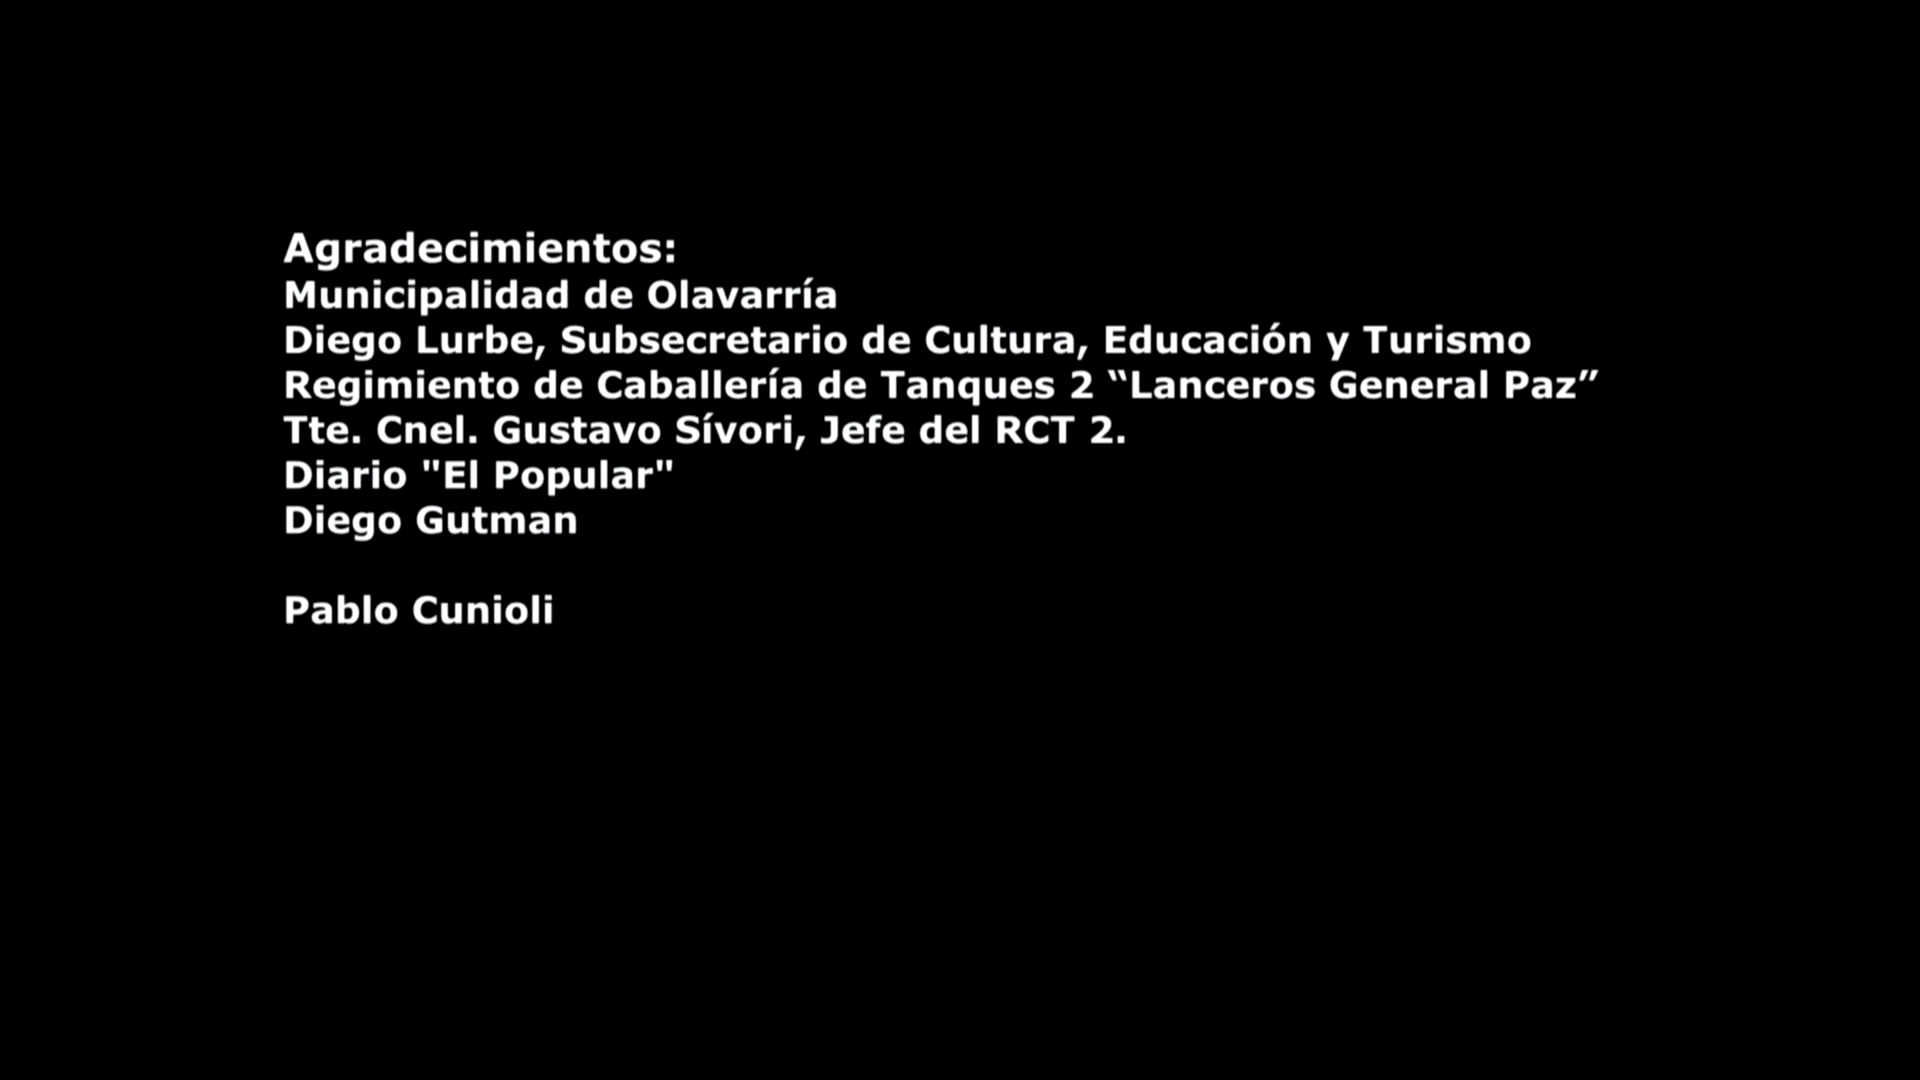 Agradecimientos:
Municipalidad de Olavarría
Diego Lurbe, Subsecretario de Cultura, Educación y Turismo
Regimiento de Caballería de Tanques 2 “Lanceros General Paz”
Tte. Cnel. Gustavo Sívori, Jefe del RCT 2.
Diario "El Popular"
Diego Gutman
Pablo Cunioli